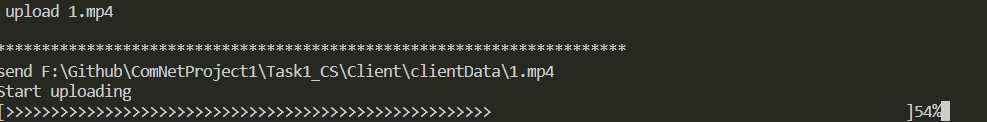 upload 1.mp4
**********************************************************************
send F:\Github\ComNetProject1\Task1_CS\Client\clientData\1.mp4
Start uploading
[>>>>>>>>>>>>>>>>>>>>>>>>>>>>>>>>>>>>>>>>>>>>>>>>>>>>>>                                              ]54%